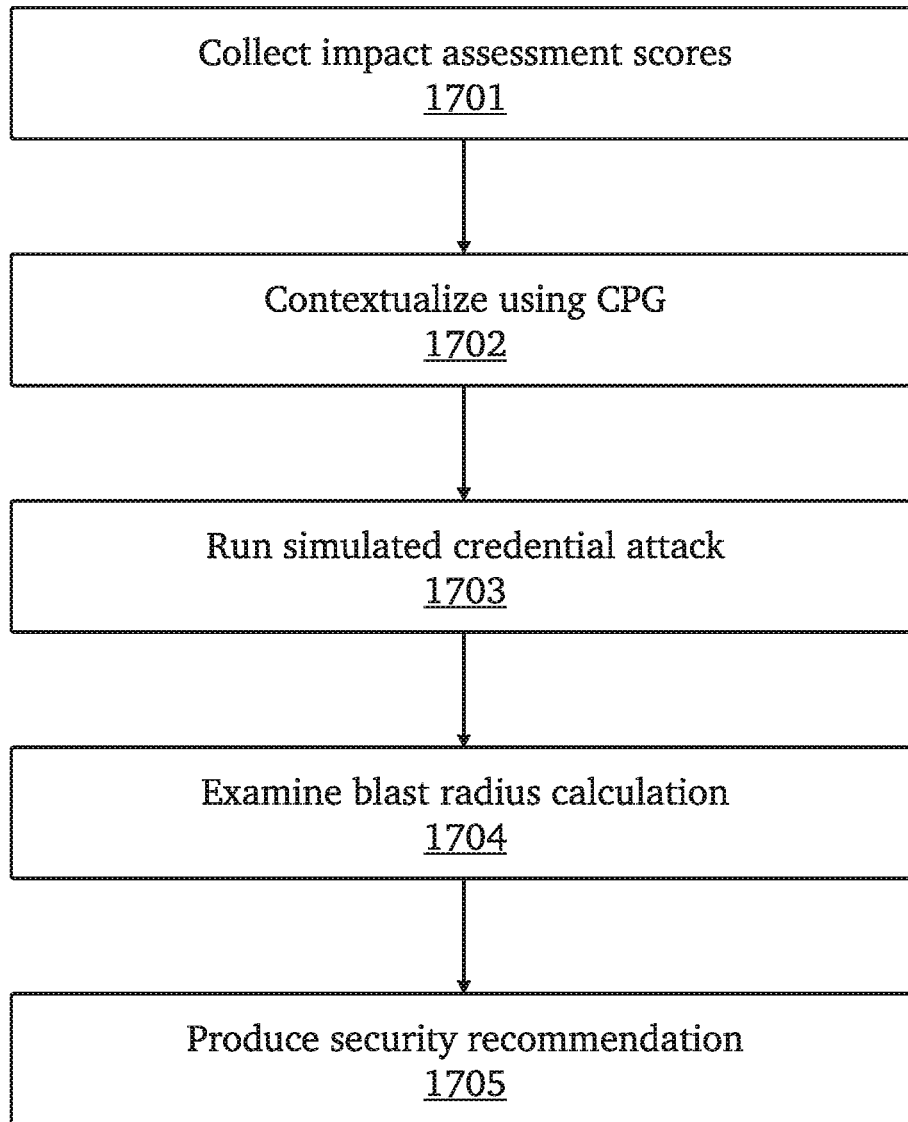 Collect impact assessment scores
1701
Contextualize using CPG
1702
Run simulated credential attack
1703
Examine blast radius calculation
1704
Produce security recommendation
1705